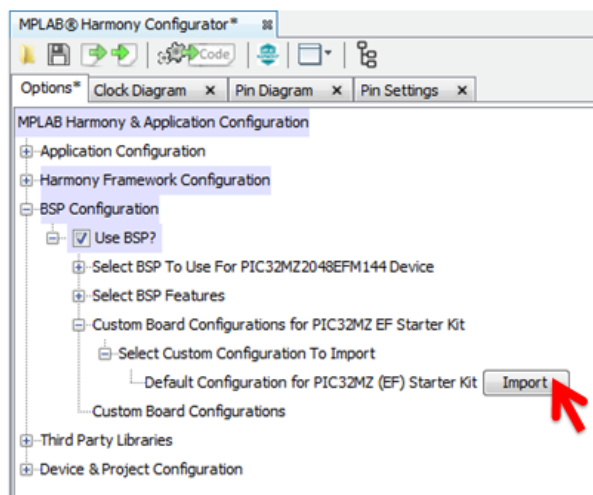 MPLAB® Harmony Configurator*
Code
Options* Clock Diagram Pin Diagram Pin Settings
MPLAB Harmony & Application Configuration
Application Configuration
Harmony Framework Configuration
BSP Configuration
Use BSP?
Select BSP To Use For PIC32MZ2048EFM144 Device
Select BSP Features
Custom Board Configurations for PIC32MZ EF Starter Kit
Select Custom Configuration To Import
Default Configuration for PIC32MZ (EF) Starter Kit Import
Custom Board Configurations
Third Party Libraries
Device & Project Configuration